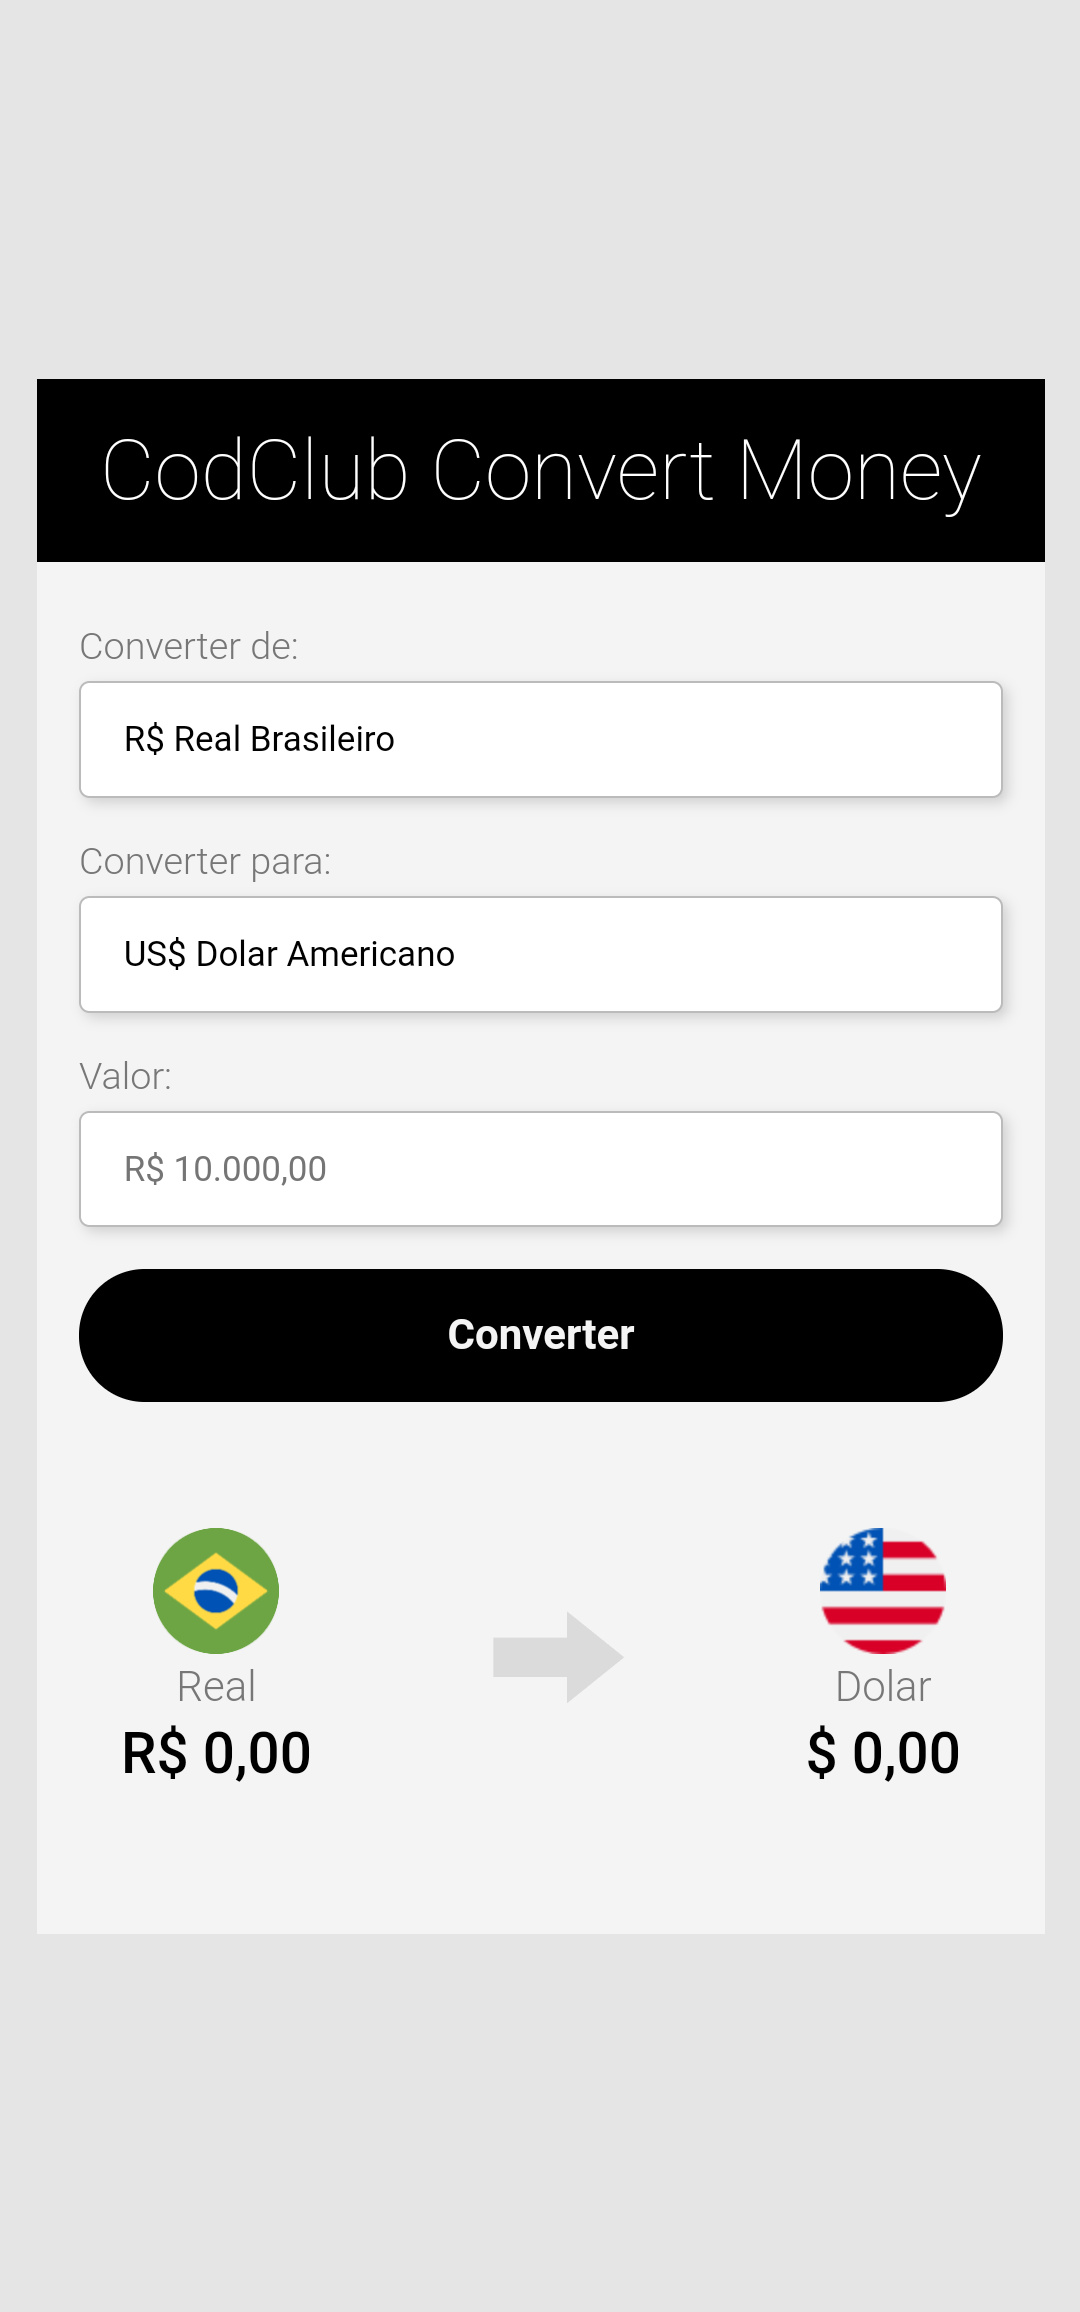 CodClub Convert Money
Converter de:
R$ Real Brasileiro
Converter para:
US$ Dolar Americano
Valor:
R$ 10.000,00
Converter
Real
Dolar
R$ 0,00
$ 0,00